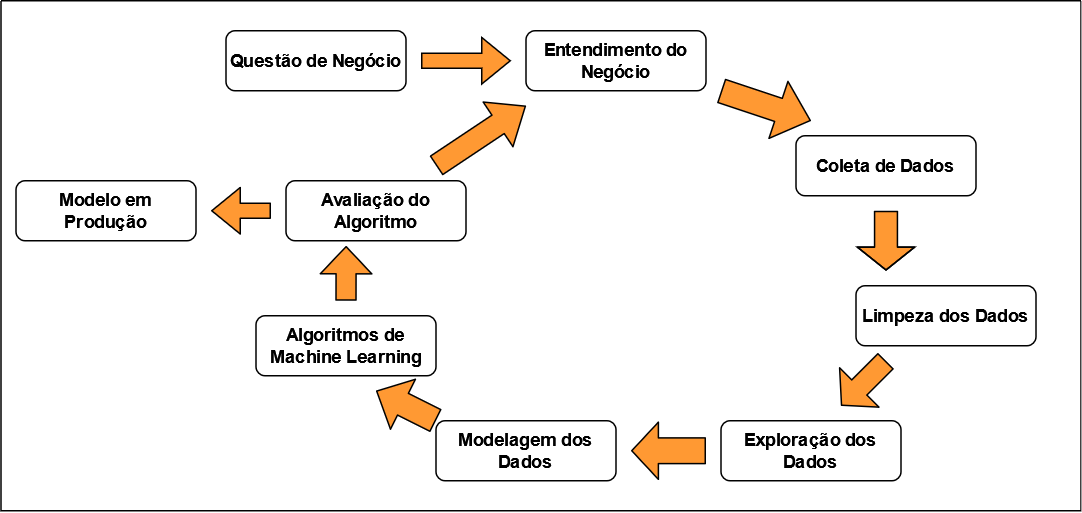 Questão de Negócio
Entendimento do
Negócio
Coleta de Dados
Limpeza dos Dados
Exploração dos
Dados
Modelagem dos
Dados
Algoritmos de
Machine Learning
Avaliação do
Algoritmo
Modelo em
Produção